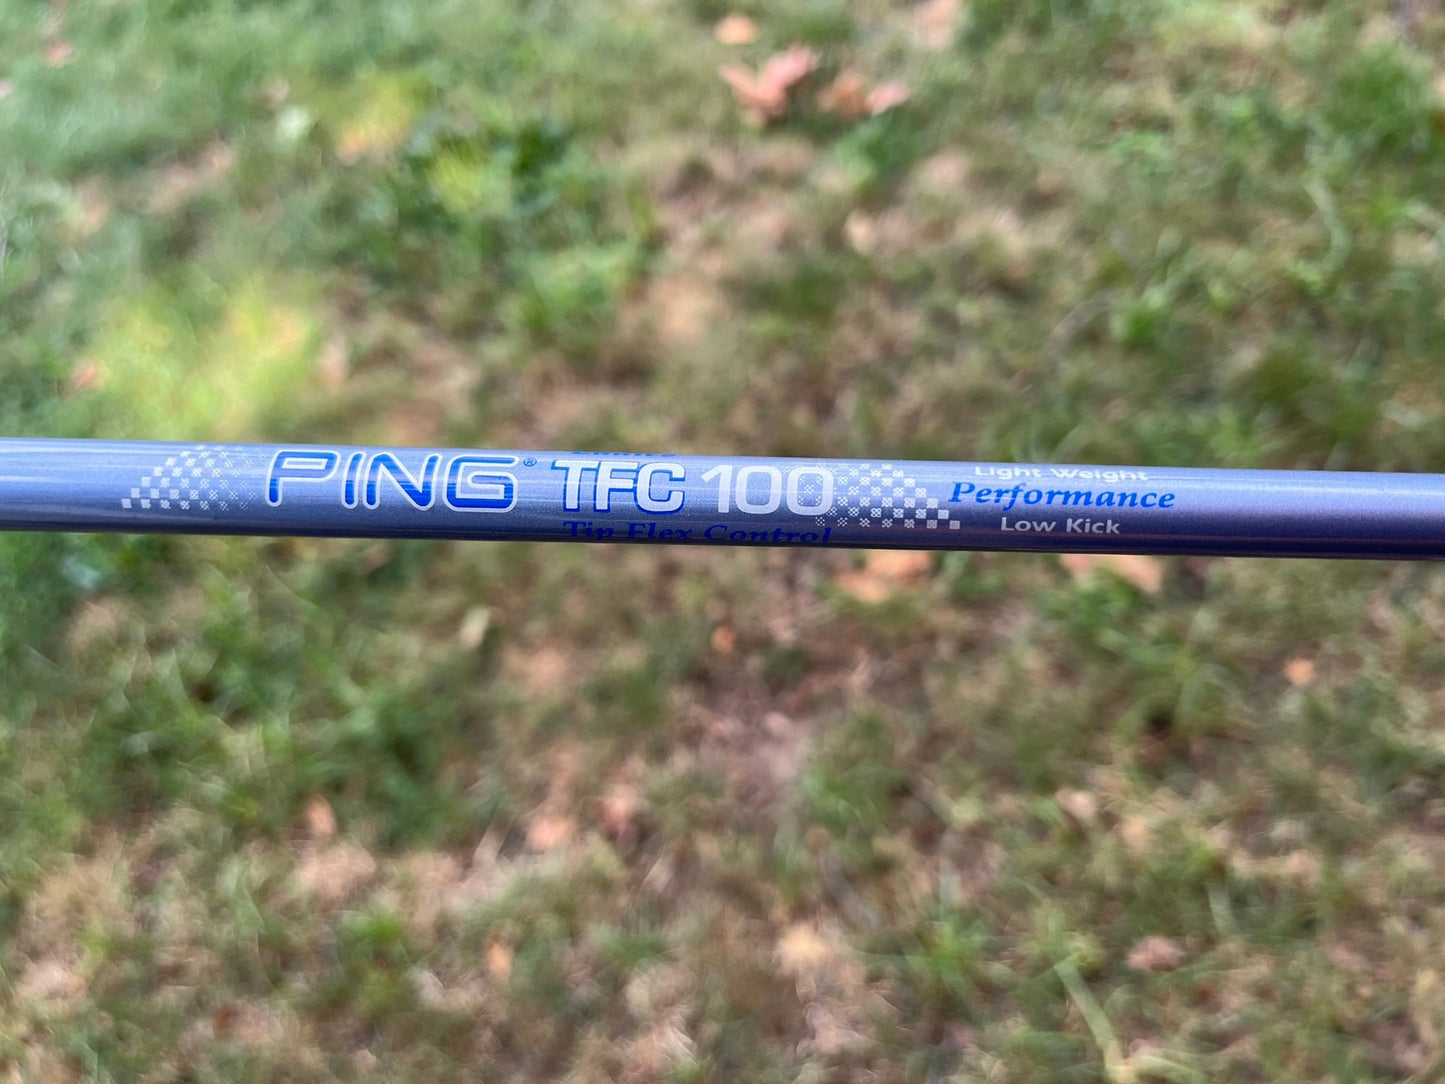 PING® TFC 100
Tip Flex Control
Light Weight
Performance
Low Kick